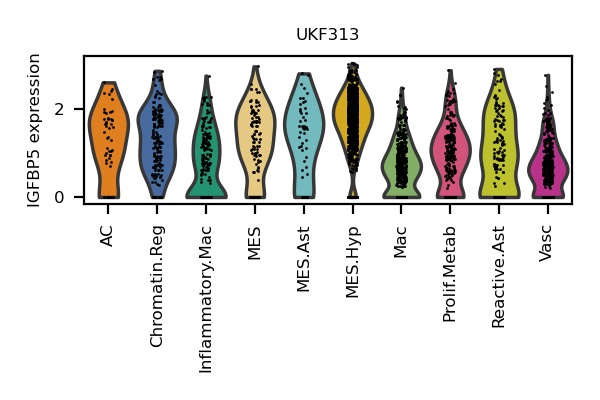 UKF313
IGFBP5 expression
2
0
AC
Chromatin.Reg
Inflammatory.Mac
MES
MES.Ast
MES.Hyp
Mac
Prolif.Metab
Reactive.Ast
Vasc